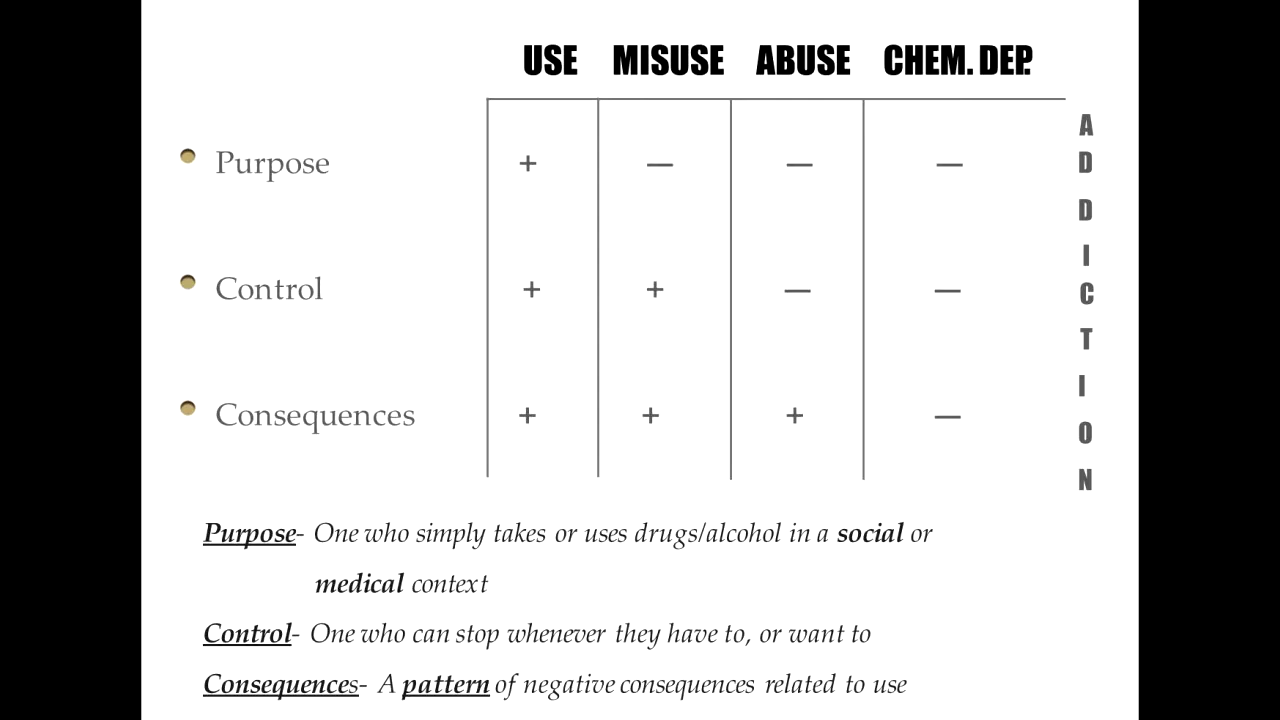 USE MISUSE ABUSE CHEM. DEP.
• Purpose + — — —
• Control + + — —
• Consequences + + + —
A
D
D
I
C
T
I
O
N
Purpose- One who simply takes or uses drugs/alcohol in a social or
medical context
Control- One who can stop whenever they have to, or want to
Consequences- A pattern of negative consequences related to use